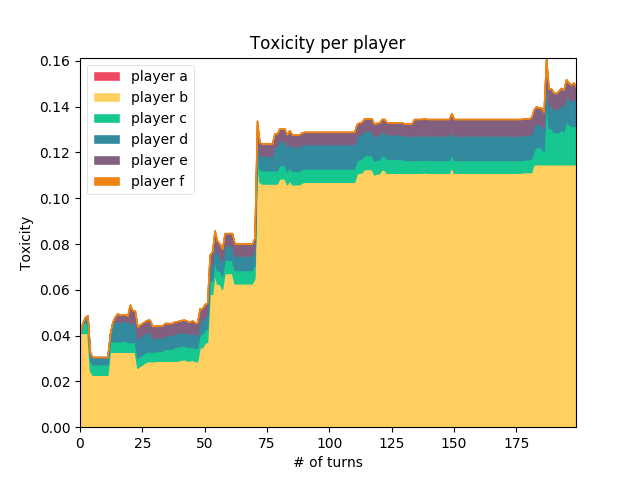 Toxicity per player
0.16
0.14
0.12
0.10
0.08
0.06
0.04
0.02
0.00
Toxicity
player a
player b
player c
player d
player e
player f
0 25 50 75 100 125 150 175
# of turns